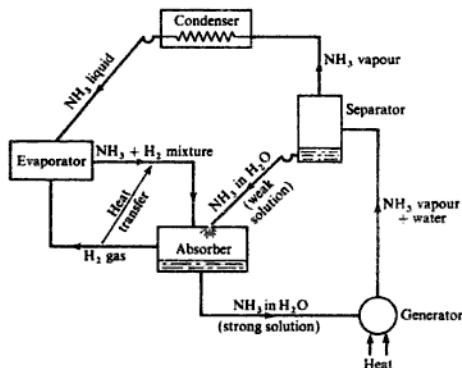 Condenser
NH₃ liquid
NH₃ vapour
Separator
Evaporator
NH₃ + H₂ mixture
Heat
transfer
NH₃ in H₂O
(weak
solution)
NH₃ vapour
+ water
H₂ gas
Absorber
NH₃ in H₂O
(strong solution)
Generator
Heat